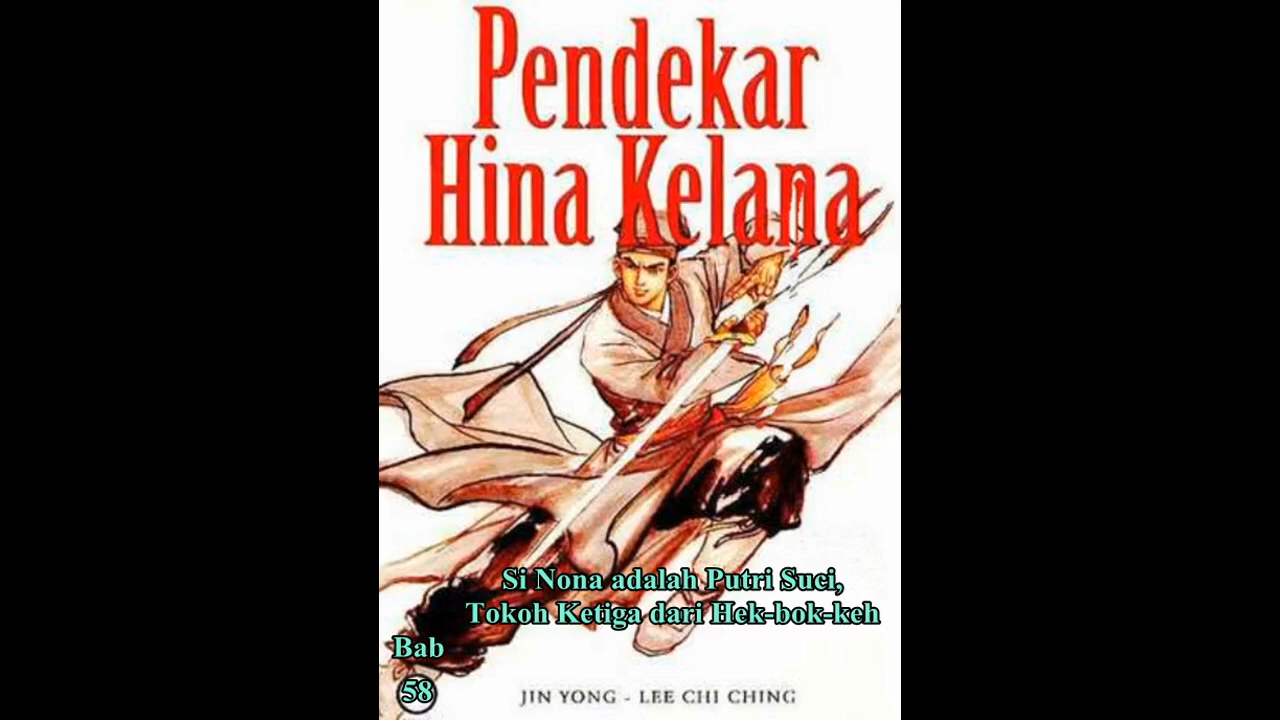 Pendekar
Hina Kelana
Si Nona adalah Putri Suci,
Tokoh Ketiga dari Hek-bok-keh
Bab
58
JIN YONG - LEE CHI CHING